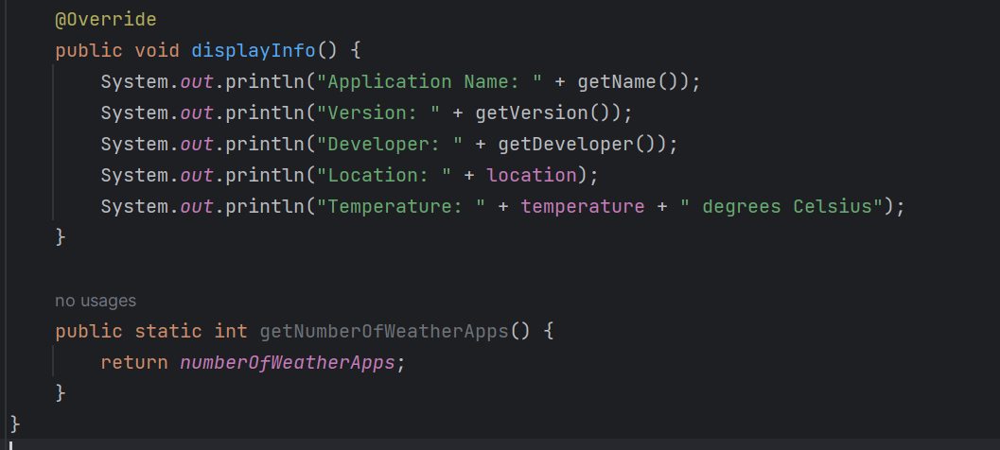 @Override
public void displayInfo() {
System.out.println("Application Name: " + getName());
System.out.println("Version: " + getVersion());
System.out.println("Developer: " + getDeveloper());
System.out.println("Location: " + location);
System.out.println("Temperature: " + temperature + " degrees Celsius");
}
no usages
public static int getNumberOfWeatherApps() {
return numberOfWeatherApps;
}
}